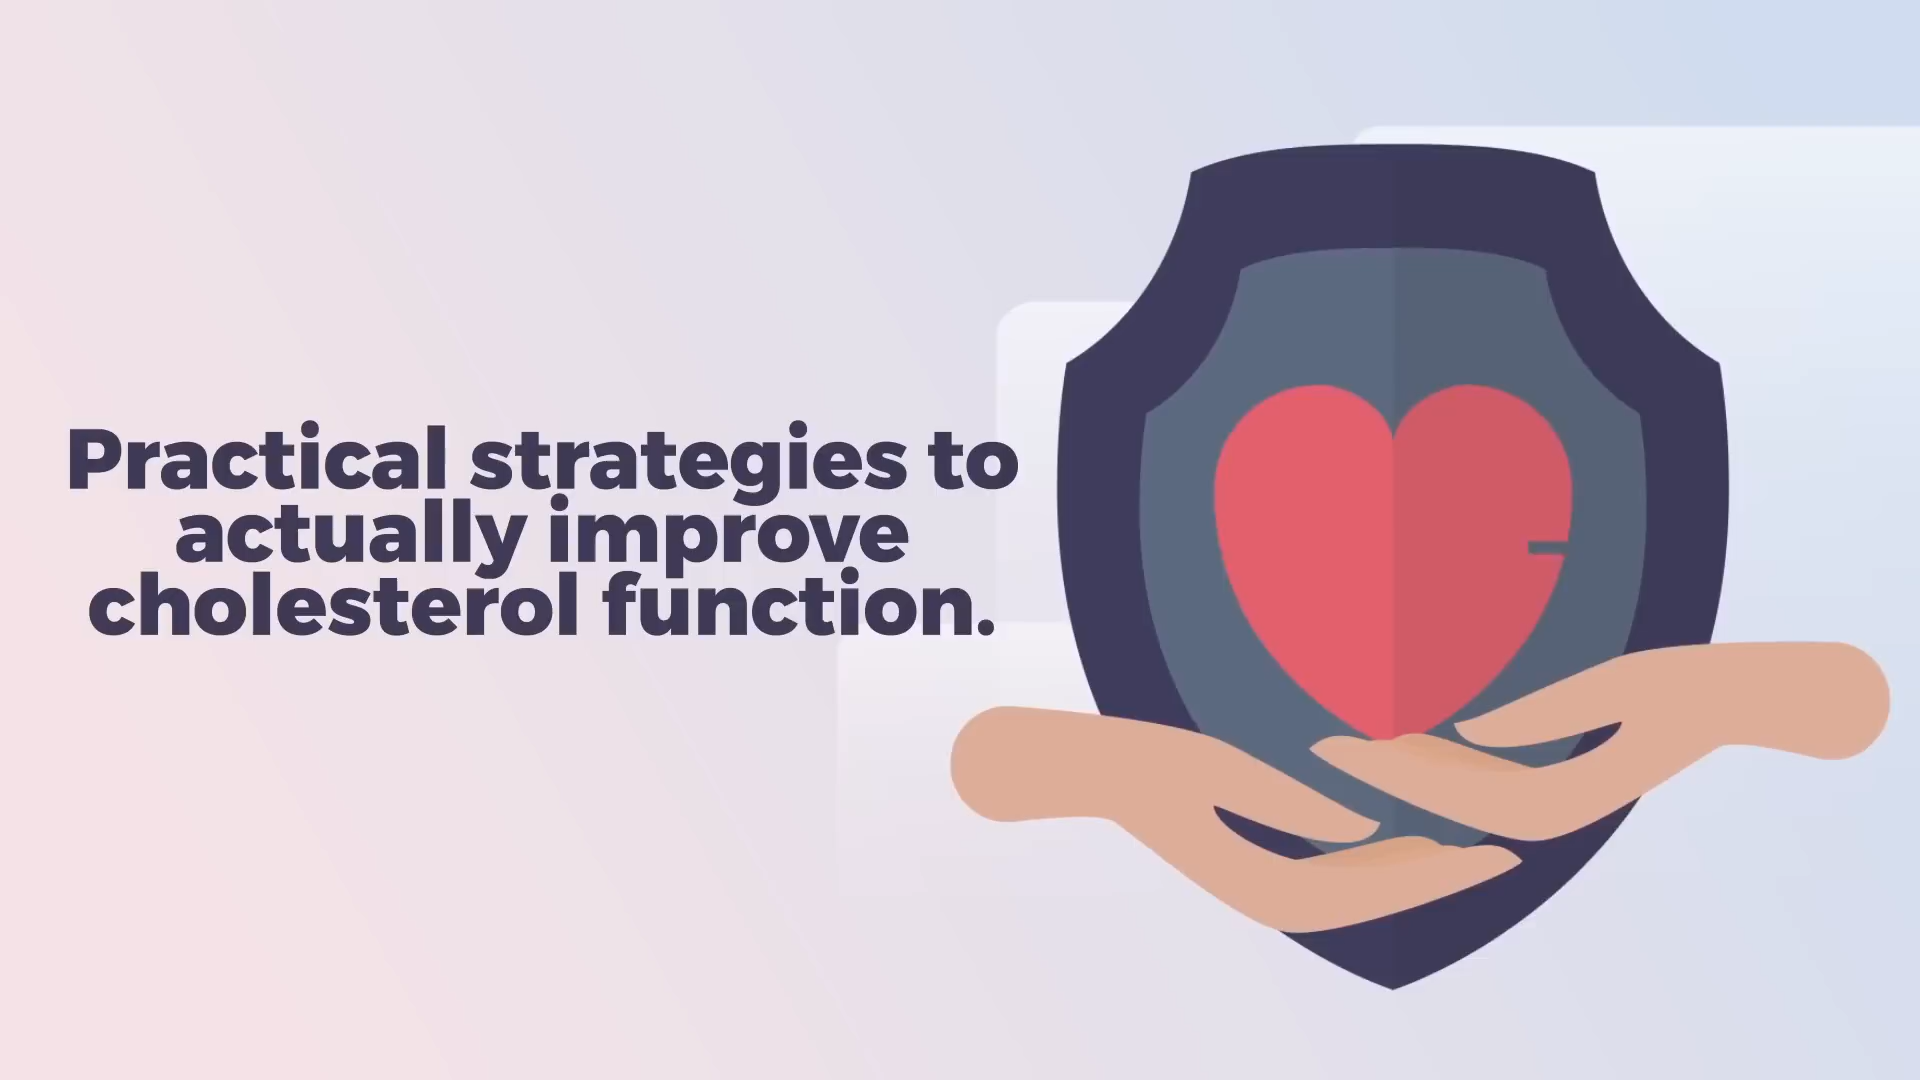 Practical strategies to
actually improve
cholesterol function.